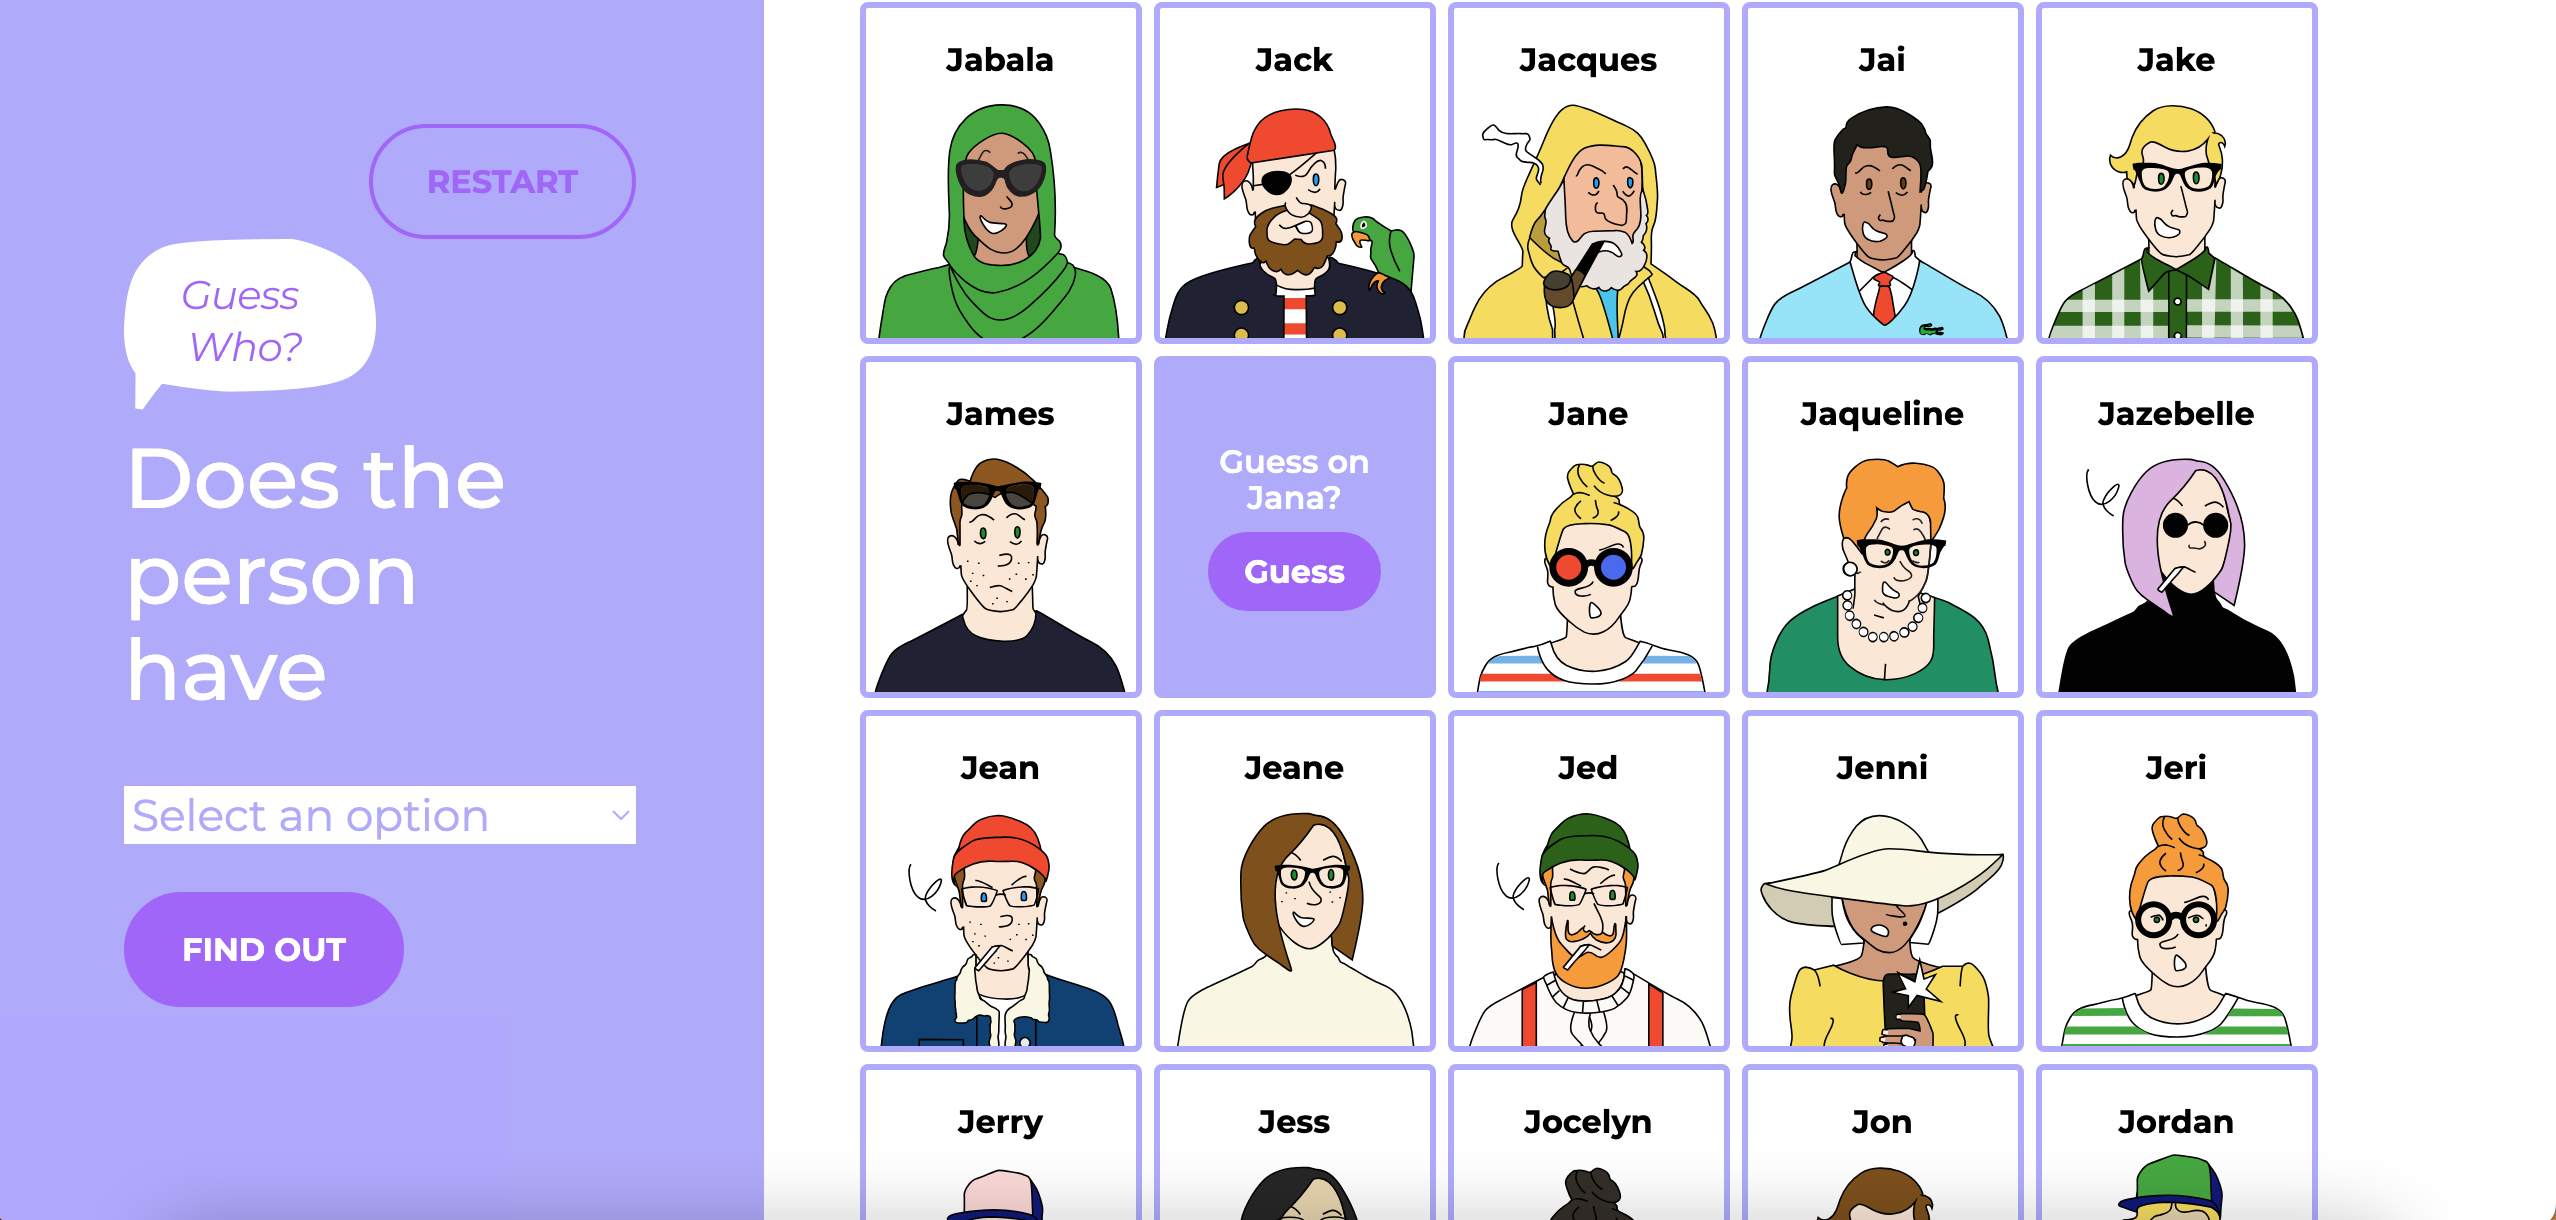 RESTART
Guess
Who?
Does the
person
have
Select an option
FIND OUT
Jabala
Jack
Jacques
Jai
Jake
James
Guess on
Jana?
Guess
Jane
Jaqueline
Jazebelle
Jean
Jeane
Jed
Jenni
Jeri
Jerry
Jess
Jocelyn
Jon
Jordan